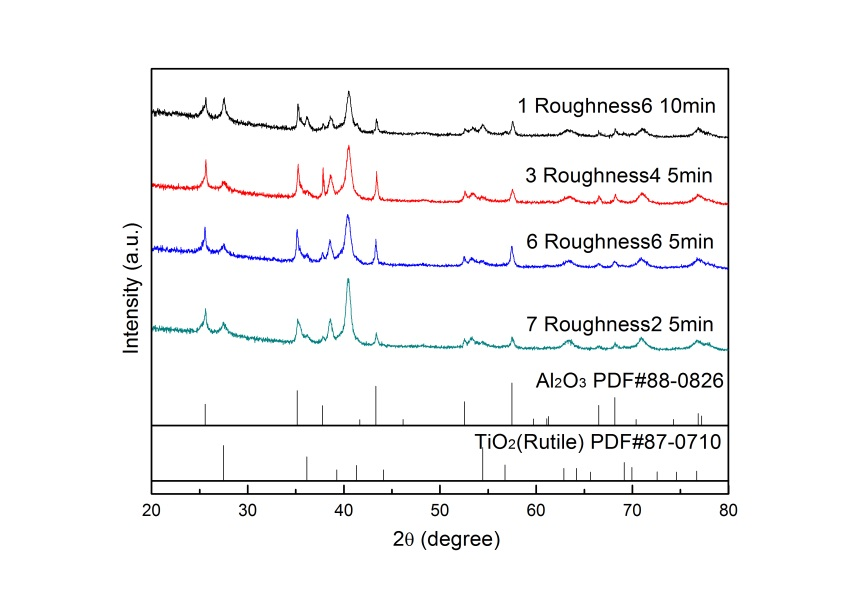 1 Roughness6 10min
3 Roughness4 5min
6 Roughness6 5min
7 Roughness2 5min
Al₂O₃ PDF#88-0826
TiO₂(Rutile) PDF#87-0710
Intensity (a.u.)
20 30 40 50 60 70 80
2θ (degree)